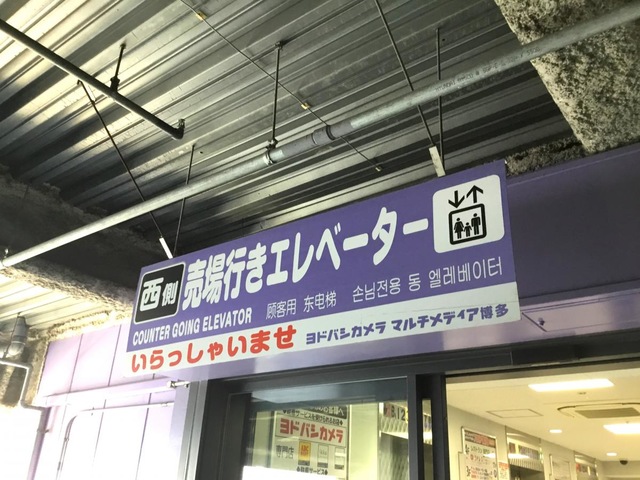 西側 売場行きエレベーター
COUNTER GOING ELEVATOR 顾客用 东电梯 손님전용 동 엘레베이터
いらっしゃいませ ヨドバシカメラ マルチメディア博多
ヨドバシカメラ
専門店